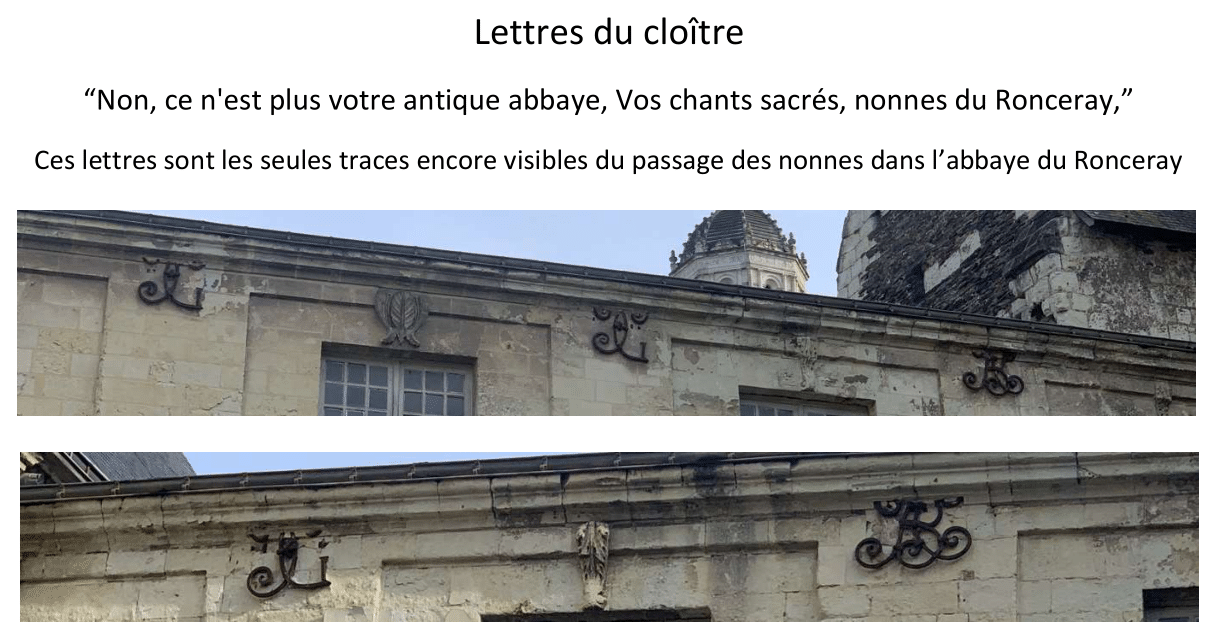 Lettres du cloître
“Non, ce n'est plus votre antique abbaye, Vos chants sacrés, nonnes du Ronceray,”
Ces lettres sont les seules traces encore visibles du passage des nonnes dans l’abbaye du Ronceray